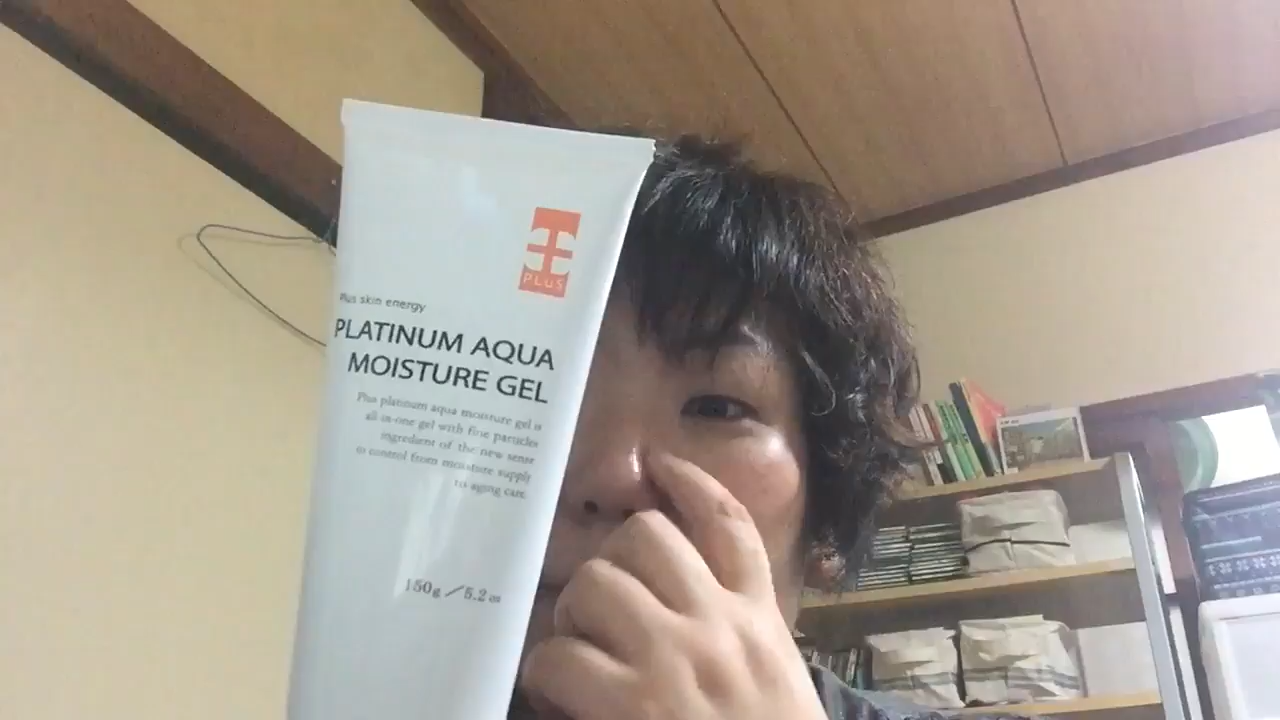 PLUS
Plus skin energy
PLATINUM AQUA
MOISTURE GEL
Plus platinum aqua moisture gel is
all-in-one gel with fine particles
ingredient of the new sense
to control from moisture supply
to aging care.
150g／5.2 oz